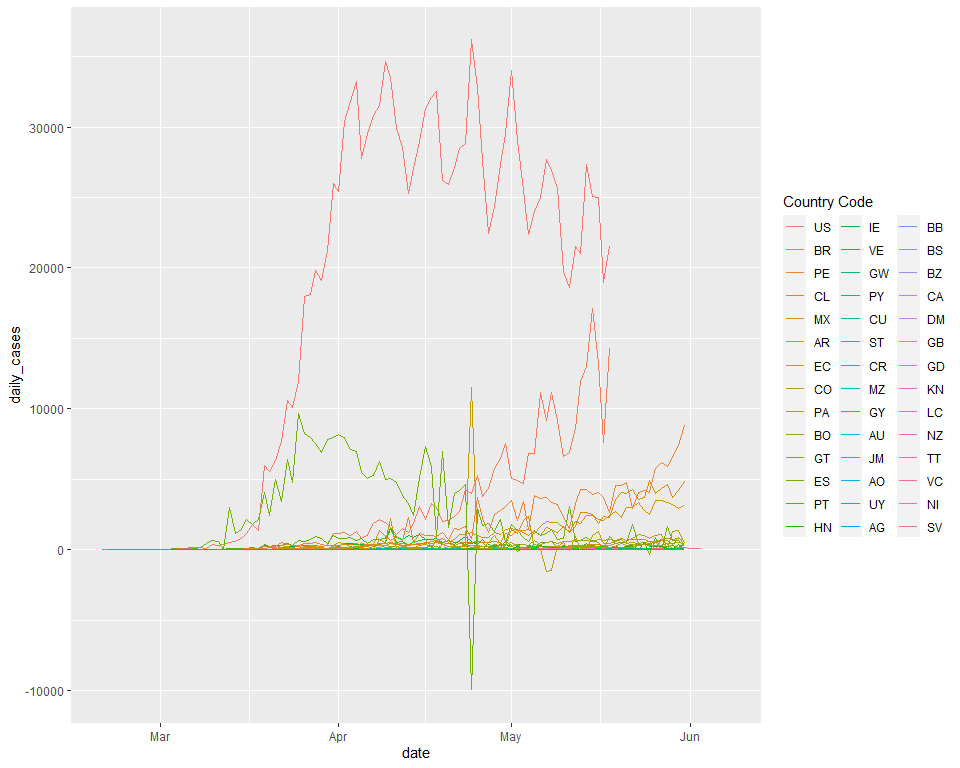 30000
20000
10000
0
-10000
daily_cases
Mar
Apr
May
Jun
date
Country Code
US
BR
PE
CL
MX
AR
EC
CO
PA
BO
GT
ES
PT
HN
IE
VE
GW
PY
CU
ST
CR
MZ
GY
AU
JM
AO
UY
AG
BB
BS
BZ
CA
DM
GB
GD
KN
LC
NZ
TT
VC
NI
SV